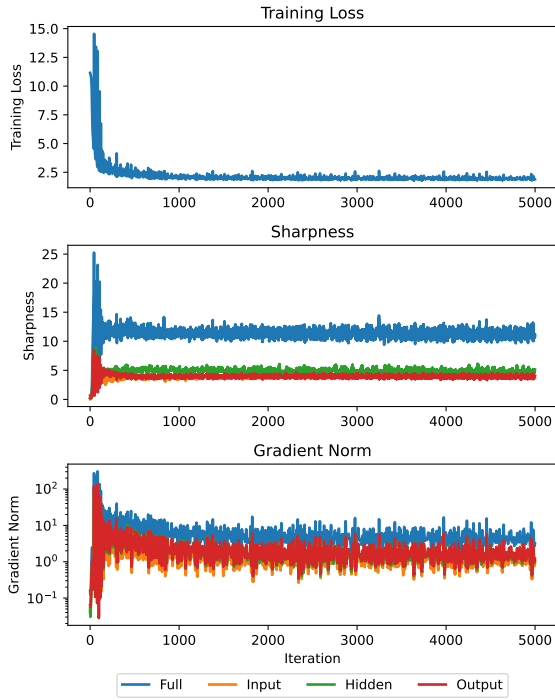 Training Loss
15.0
12.5
10.0
7.5
5.0
2.5
Training Loss
0 1000 2000 3000 4000 5000
Sharpness
25
20
15
10
5
0
Sharpness
0 1000 2000 3000 4000 5000
Gradient Norm
10²
10¹
10⁰
10⁻¹
Gradient Norm
0 1000 2000 3000 4000 5000
Iteration
Full Input Hidden Output